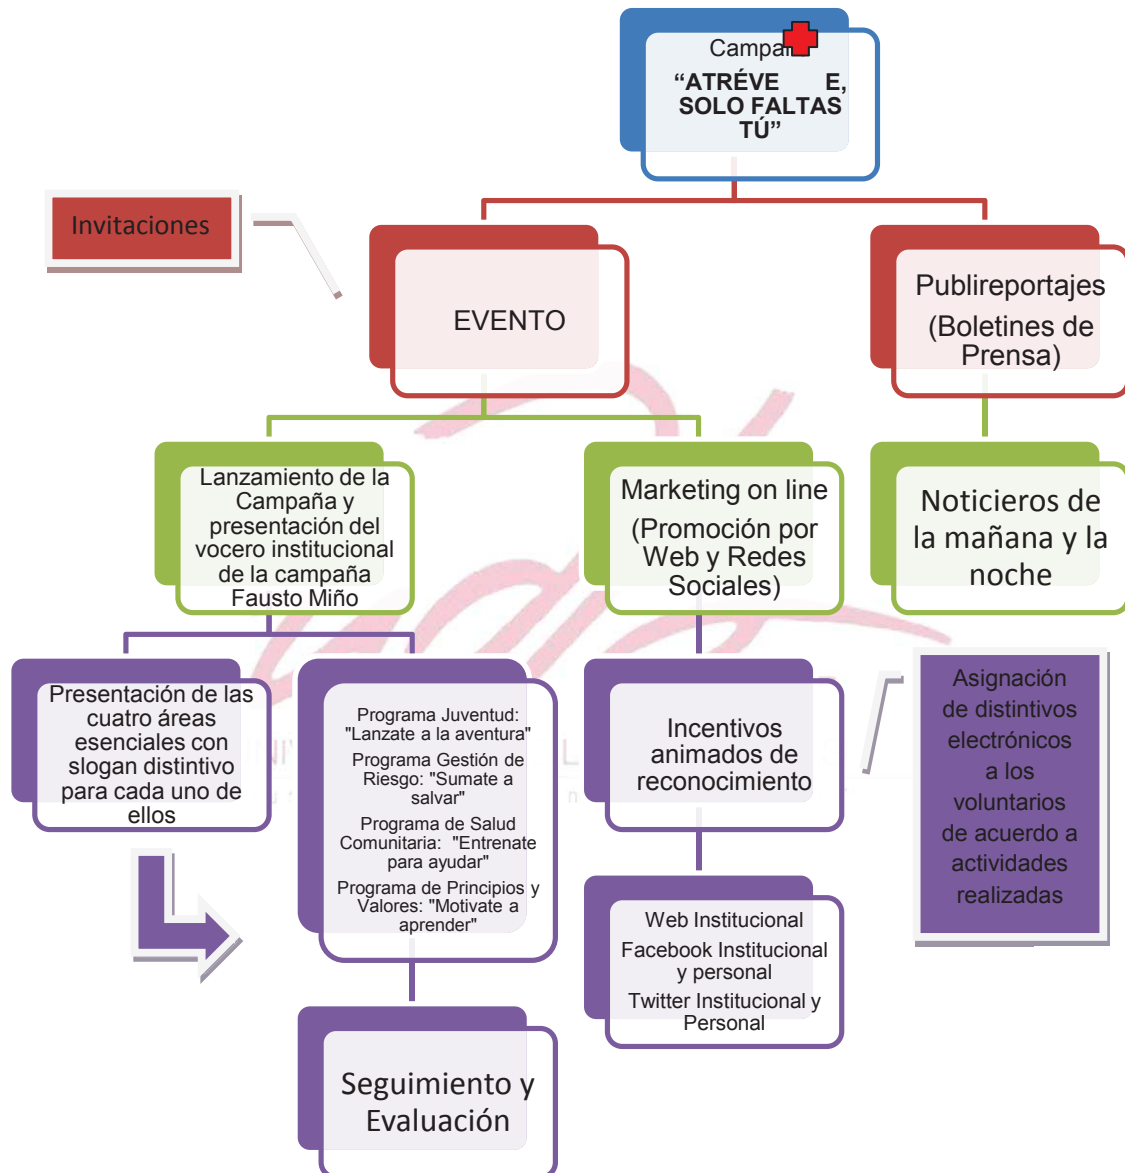 Campañ
“ATRÉVE E,
SOLO FALTAS
TÚ”
Invitaciones
EVENTO
Publireportajes
(Boletines de
Prensa)
Lanzamiento de la
Campaña y
presentación del
vocero institucional
de la campaña
Fausto Miño
Marketing on line
(Promoción por
Web y Redes
Sociales)
Noticieros de
la mañana y la
noche
Presentación de las
cuatro áreas
esenciales con
slogan distintivo
para cada uno de
ellos
Programa Juventud:
"Lanzate a la aventura"
Programa Gestión de
Riesgo: "Sumate a
salvar"
Programa de Salud
Comunitaria: "Entrenate
para ayudar"
Programa de Principios y
Valores: "Motivate a
aprender"
Incentivos
animados de
reconocimiento
Asignación
de distintivos
electrónicos
a los
voluntarios
de acuerdo a
actividades
realizadas
Web Institucional
Facebook Institucional
y personal
Twitter Institucional y
Personal
Seguimiento y
Evaluación